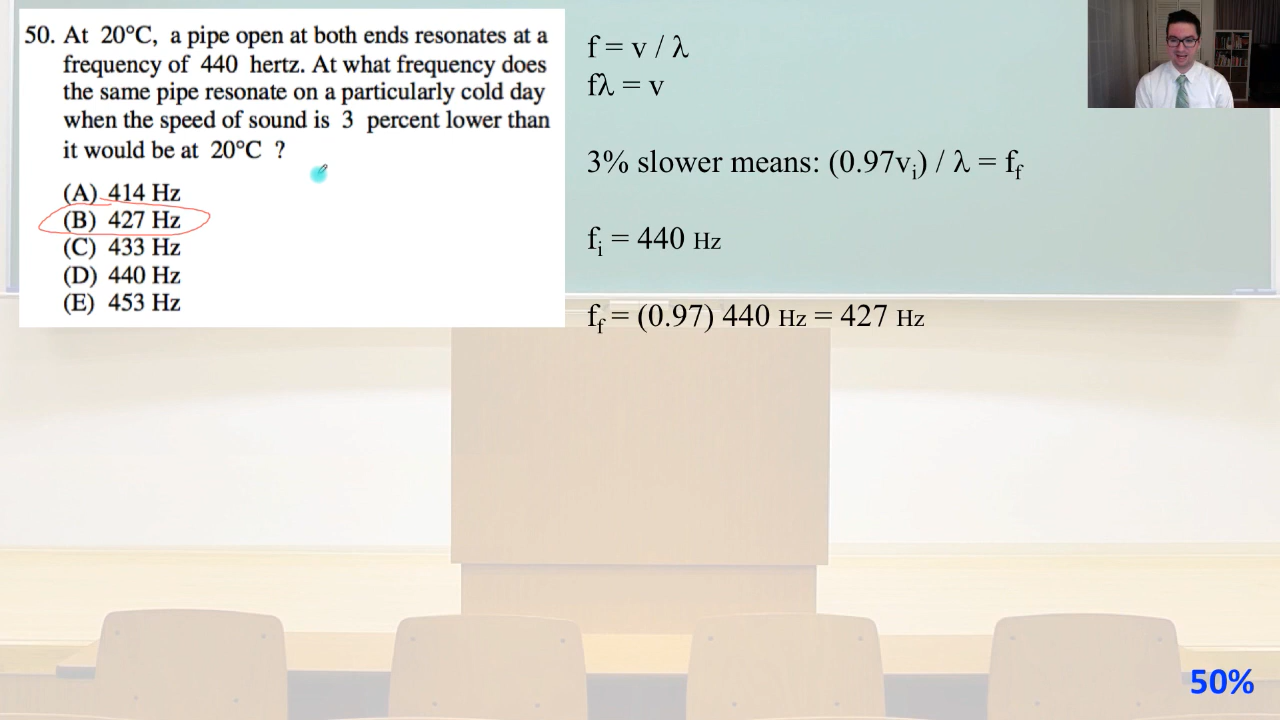 50. At 20°C, a pipe open at both ends resonates at a
frequency of 440 hertz. At what frequency does
the same pipe resonate on a particularly cold day
when the speed of sound is 3 percent lower than
it would be at 20°C ?
(A) 414 Hz
(B) 427 Hz
(C) 433 Hz
(D) 440 Hz
(E) 453 Hz
f = v / λ
fλ = v
3% slower means: (0.97vᵢ) / λ = f_f
fᵢ = 440 Hz
f_f = (0.97) 440 Hz = 427 Hz
50%